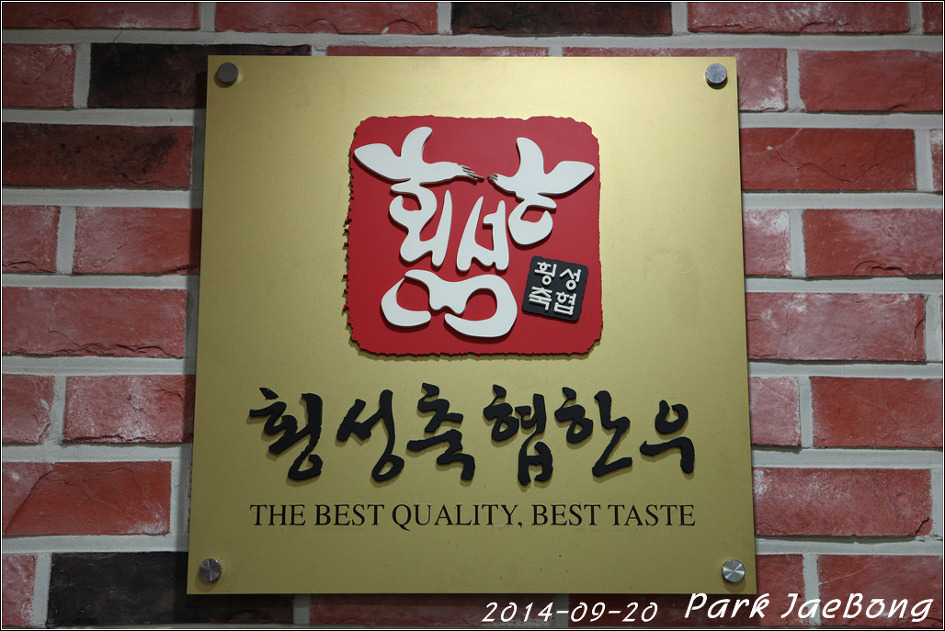 횡성
횡성
축협
횡성축협한우
THE BEST QUALITY, BEST TASTE
2014-09-20 Park JaeBong